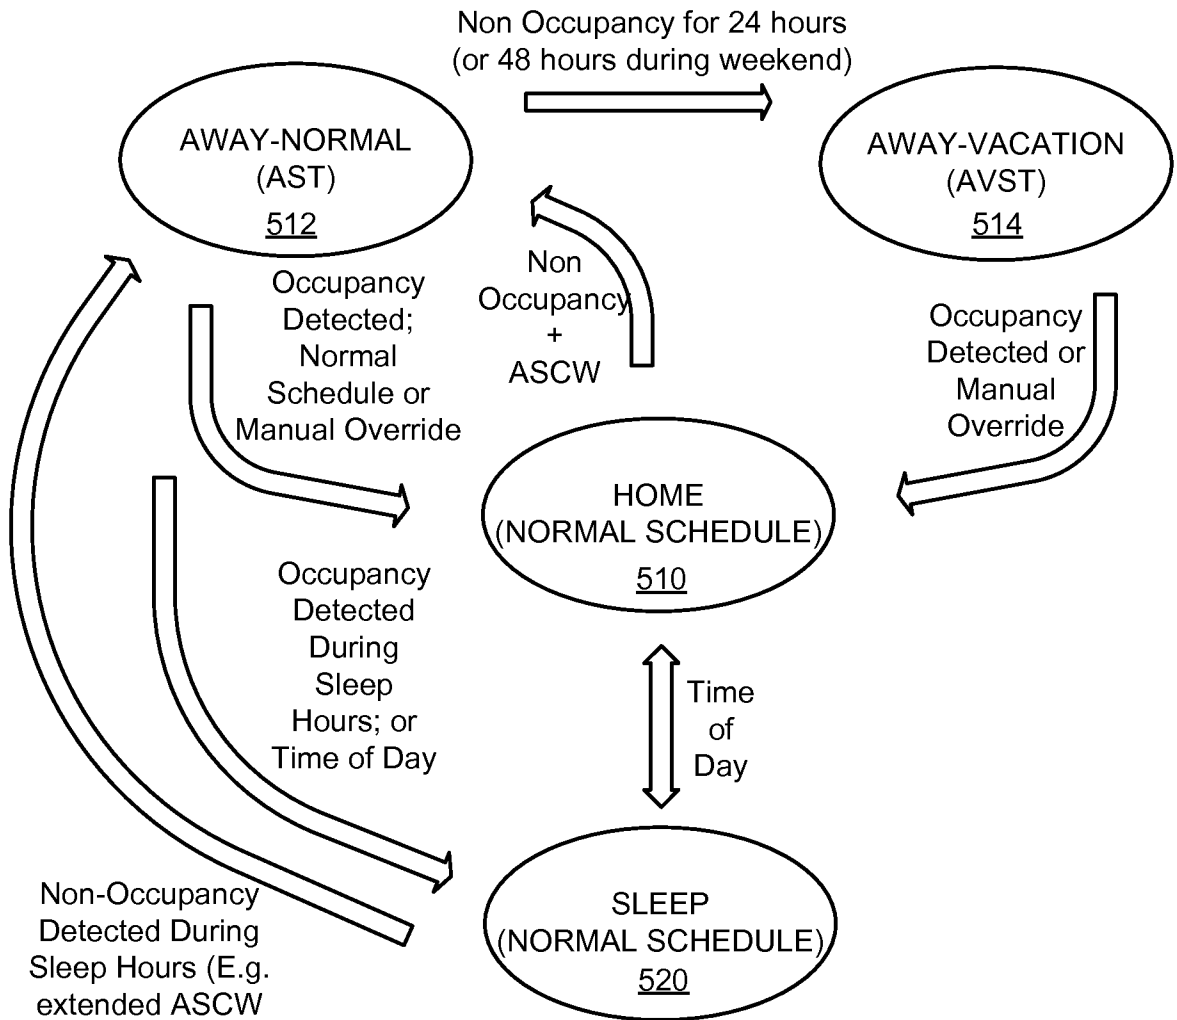 Non Occupancy for 24 hours
(or 48 hours during weekend)
AWAY-NORMAL
(AST)
512
AWAY-VACATION
(AVST)
514
Occupancy
Detected;
Normal
Schedule or
Manual Override
Non
Occupancy
+
ASCW
Occupancy
Detected or
Manual
Override
HOME
(NORMAL SCHEDULE)
510
Occupancy
Detected
During
Sleep
Hours; or
Time of Day
Time
of
Day
Non-Occupancy
Detected During
Sleep Hours (E.g.
extended ASCW
SLEEP
(NORMAL SCHEDULE)
520